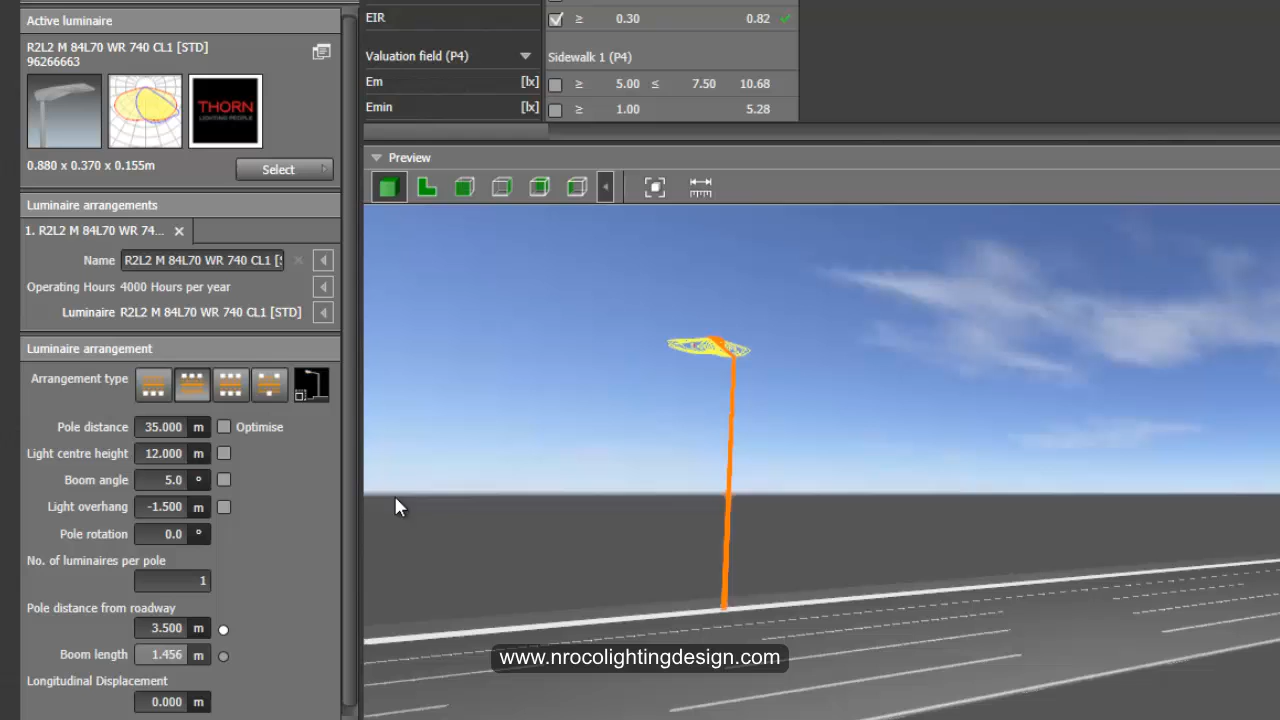 Active luminaire
R2L2 M 84L70 WR 740 CL1 [STD]
96266663
THORN
LIGHTING PEOPLE
0.880 x 0.370 x 0.155m
Select
Luminaire arrangements
1. R2L2 M 84L70 WR 74...
Name R2L2 M 84L70 WR 740 CL1 [
Operating Hours 4000 Hours per year
Luminaire R2L2 M 84L70 WR 740 CL1 [STD]
Luminaire arrangement
Arrangement type
Pole distance 35.000 m Optimise
Light centre height 12.000 m
Boom angle 5.0 °
Light overhang -1.500 m
Pole rotation 0.0 °
No. of luminaires per pole
1
Pole distance from roadway
3.500 m
Boom length 1.456 m
Longitudinal Displacement
0.000 m
EIR ≥ 0.30 0.82
Valuation field (P4) Sidewalk 1 (P4)
Em [lx] ≥ 5.00 ≤ 7.50 10.68
Emin [lx] ≥ 1.00 5.28
Preview
www.nrocolightingdesign.com